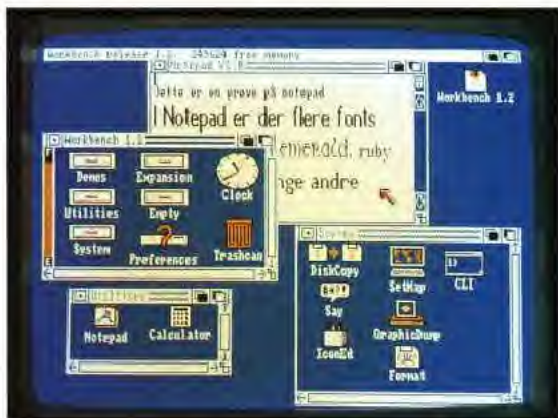 Workbench release 1.2. free memory
Notepad
Workbench 1.2
Dette er en prøve på notepad
I Notepad er der flere fonts
emerald, ruby
nge andre
Workbench 1.2
Demos
Expansion
Clock
Utilities
Empty
System
Preferences
Trashcan
System
DiskCopy
SetMap
CLI
Say
GraphicDump
IconEd
Format
Utilities
Notepad
Calculator